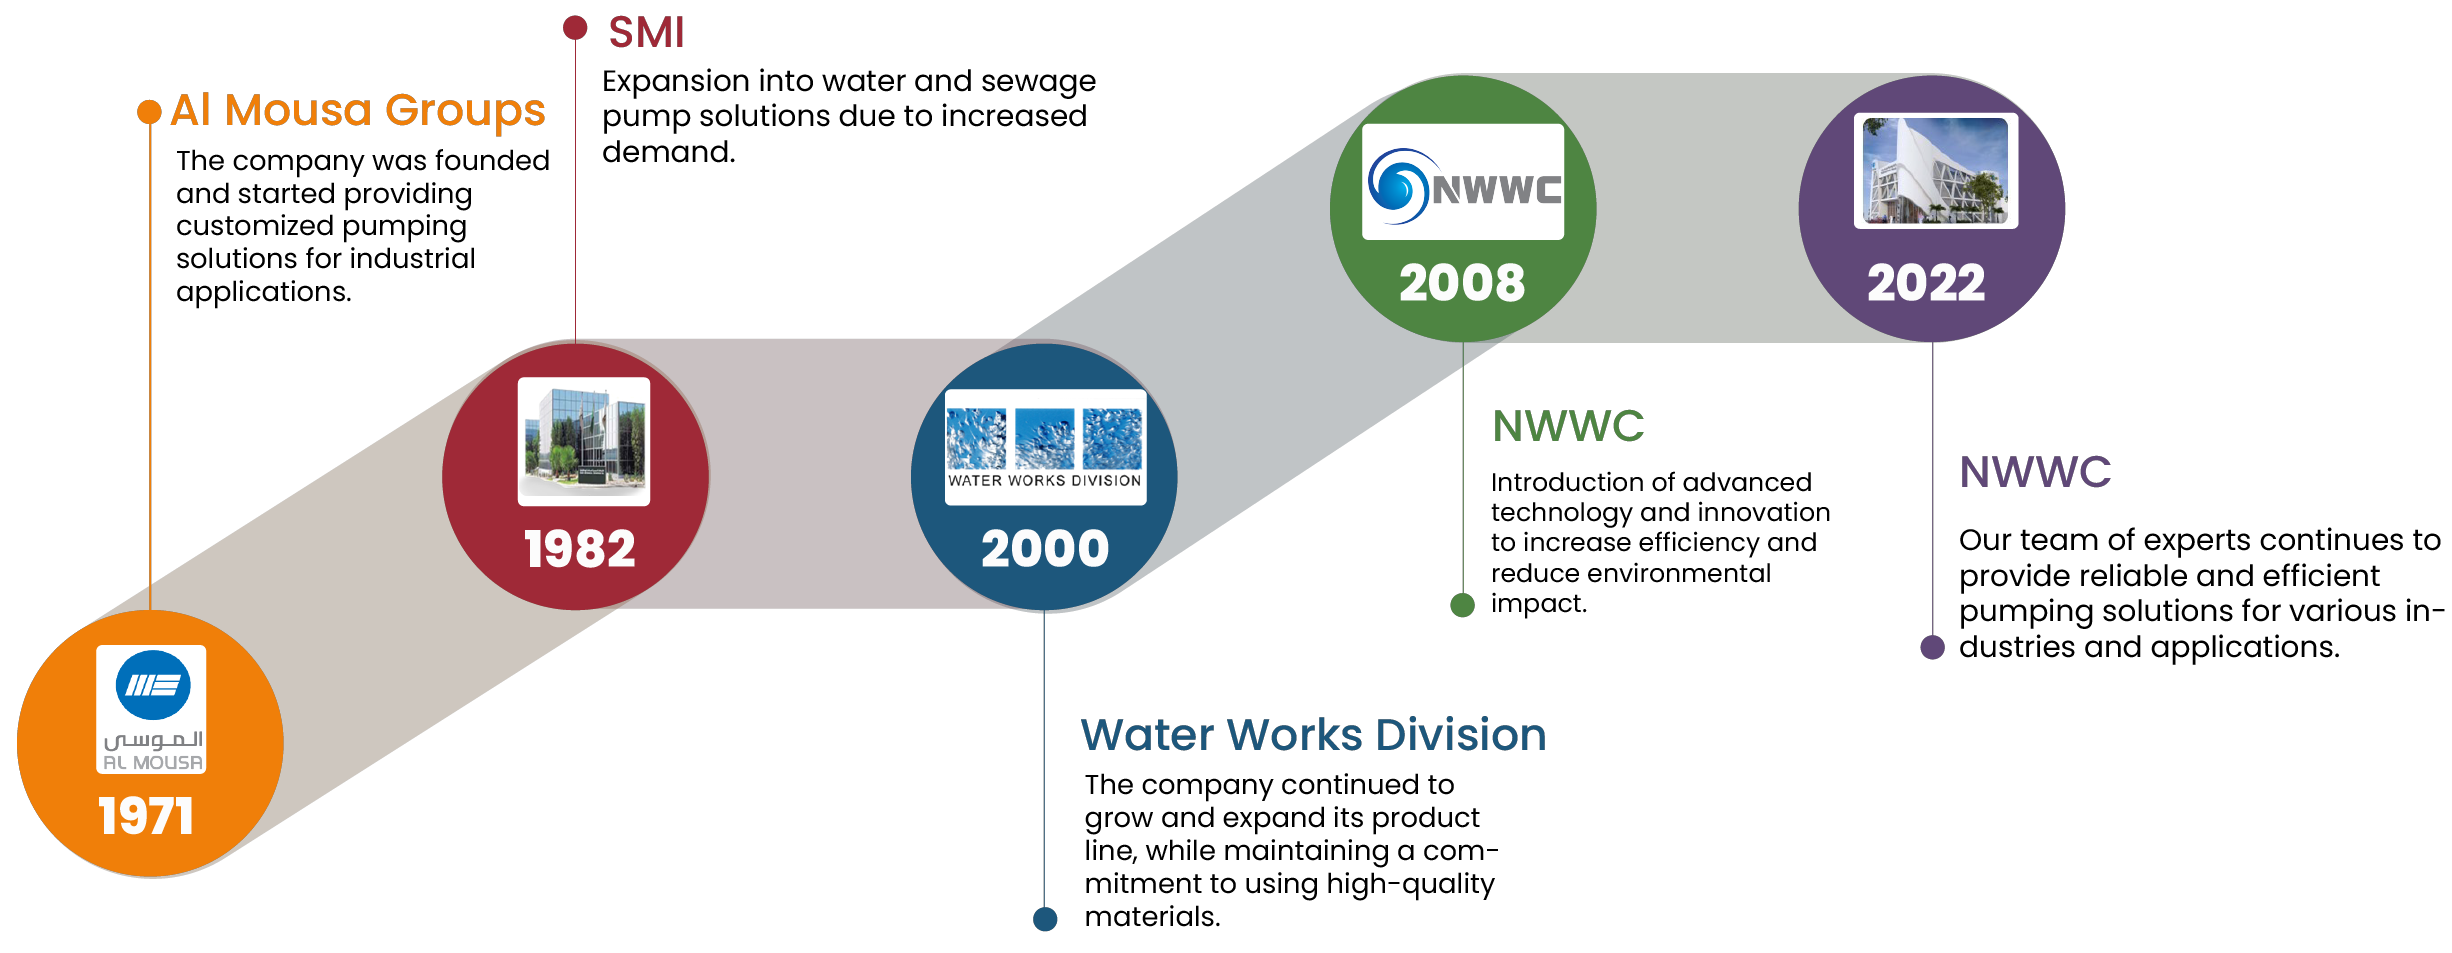 SMI
Expansion into water and sewage
pump solutions due to increased
demand.
Al Mousa Groups
The company was founded
and started providing
customized pumping
solutions for industrial
applications.
NWWC
2008
2022
WATER WORKS DIVISION
1982
2000
NWWC
Introduction of advanced
technology and innovation
to increase efficiency and
reduce environmental
impact.
NWWC
Our team of experts continues to
provide reliable and efficient
pumping solutions for various in-
dustries and applications.
الموسى
AL MOUSA
1971
Water Works Division
The company continued to
grow and expand its product
line, while maintaining a com-
mitment to using high-quality
materials.